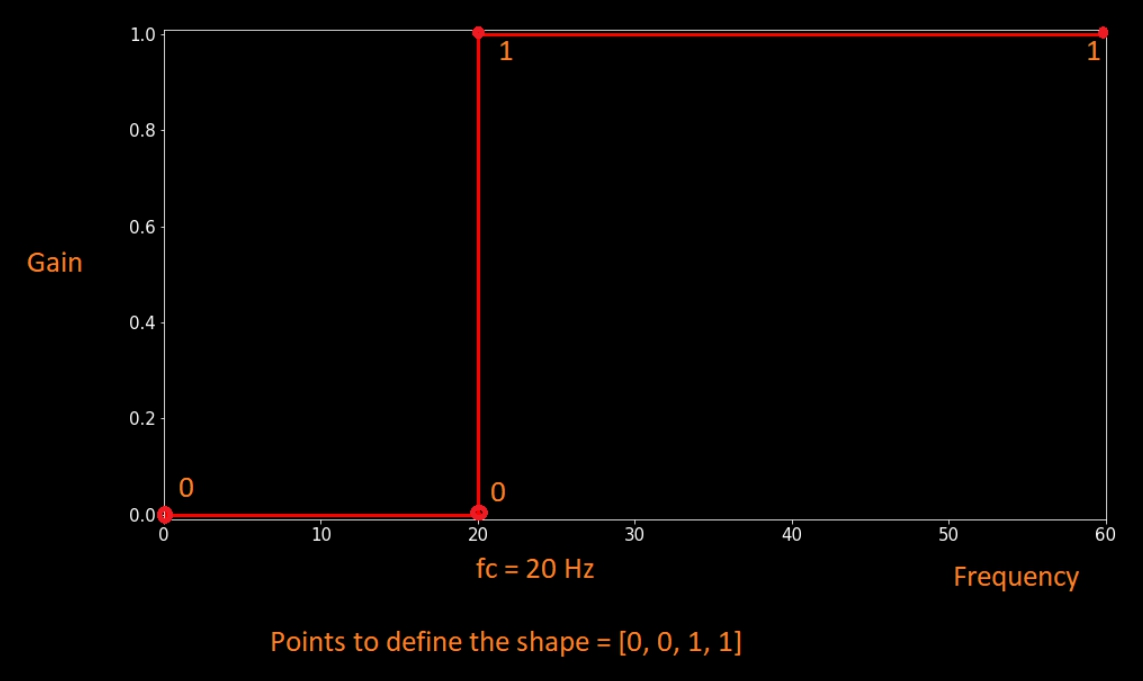 1.0
1
1
0.8
0.6
Gain
0.4
0.2
0
0
0.0
0 10 20 30 40 50 60
fc = 20 Hz
Frequency
Points to define the shape = [0, 0, 1, 1]